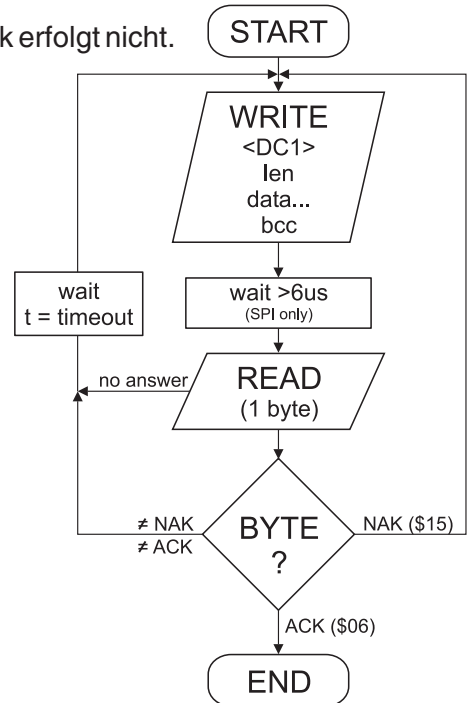 k erfolgt nicht.
START
WRITE
<DC1>
len
data...
bcc
wait
t = timeout
wait >6us
(SPI only)
no answer
READ
(1 byte)
≠ NAK
≠ ACK
BYTE
?
NAK ($15)
ACK ($06)
END